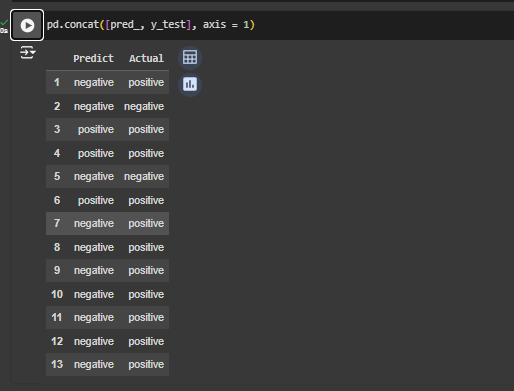 0s
pd.concat([pred_, y_test], axis = 1)
Predict Actual
1 negative positive
2 negative negative
3 positive positive
4 positive positive
5 negative negative
6 positive positive
7 negative positive
8 negative positive
9 negative positive
10 negative positive
11 negative positive
12 negative positive
13 negative positive